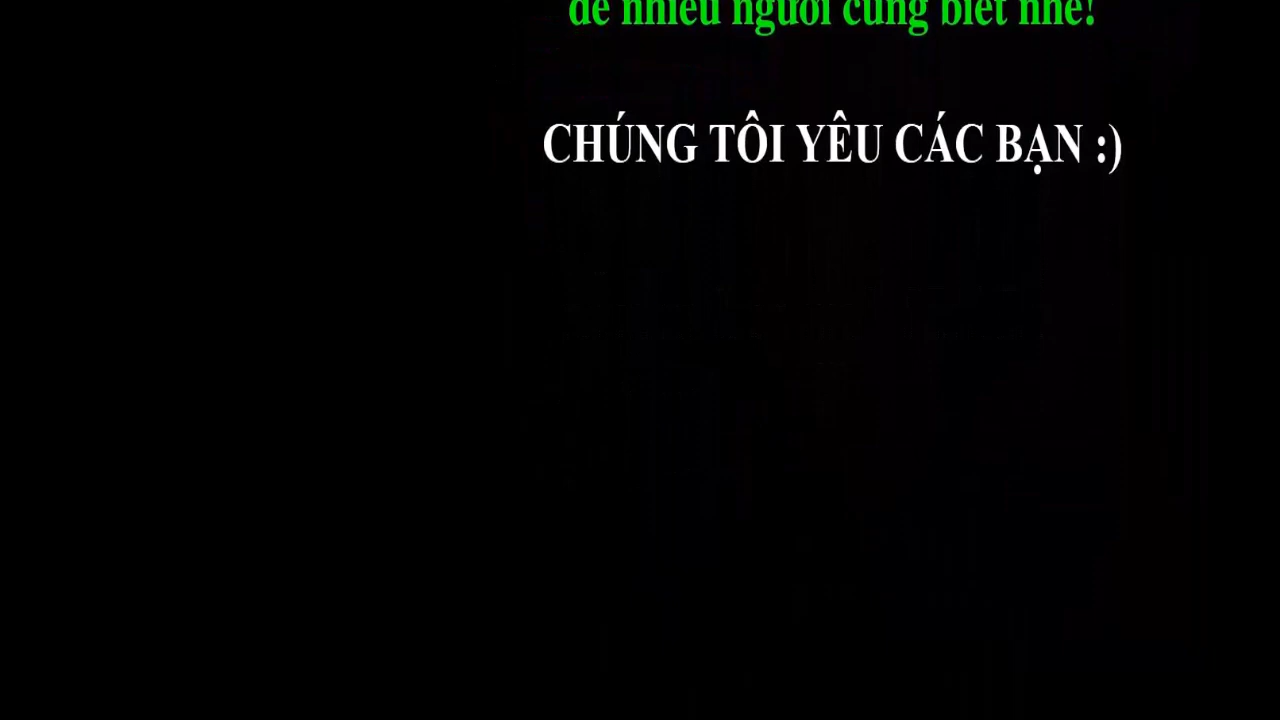 để nhiều người cùng biết nhé!
CHÚNG TÔI YÊU CÁC BẠN :)